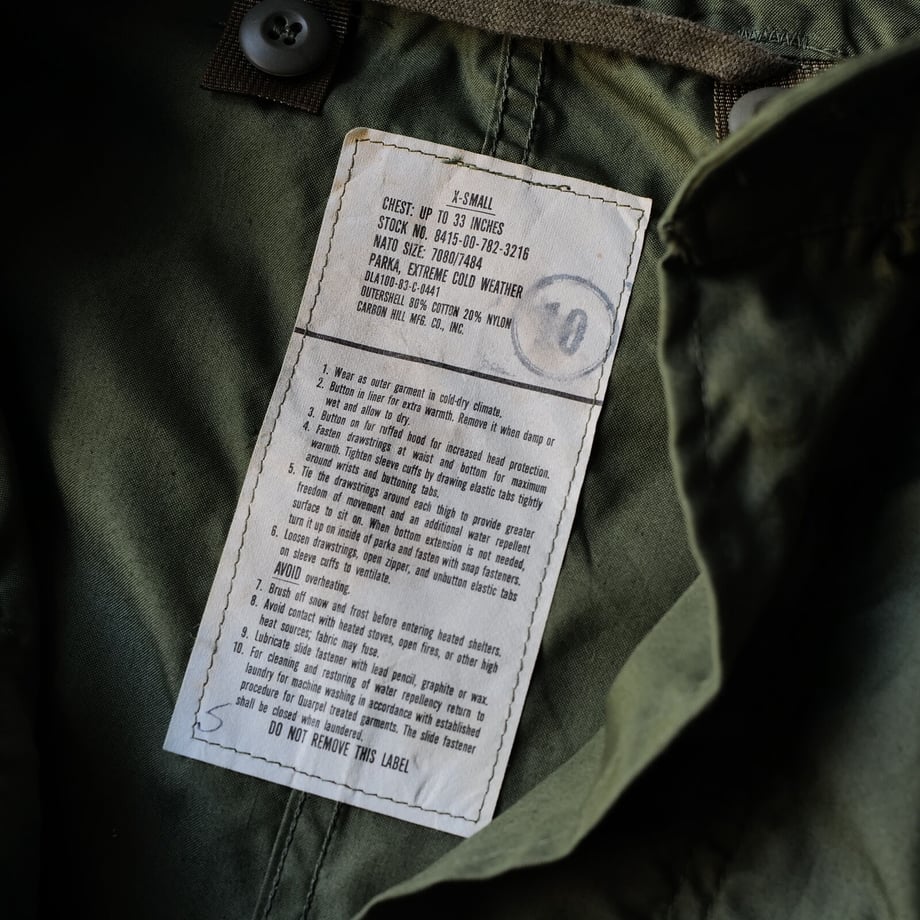 X-SMALL
CHEST: UP TO 33 INCHES
STOCK NO. 8415-00-782-3216
NATO SIZE: 7080/7484
PARKA, EXTREME COLD WEATHER
DLA100-83-C-0441
OUTERSHELL 80% COTTON 20% NYLON
CARBON HILL MFG. CO., INC.
10
1. Wear as outer garment in cold-dry climate.
2. Button in liner for extra warmth. Remove it when damp or
wet and allow to dry.
3. Button on fur ruffed hood for increased head protection.
4. Fasten drawstrings at waist and bottom for maximum
warmth. Tighten sleeve cuffs by drawing elastic tabs tightly
around wrists and buttoning tabs.
5. Tie the drawstrings around each thigh to provide greater
freedom of movement and an additional water repellent
surface to sit on. When bottom extension is not needed,
turn it up on inside of parka and fasten with snap fasteners.
6. Loosen drawstrings, open zipper, and unbutton elastic tabs
on sleeve cuffs to ventilate.
AVOID overheating.
7. Brush off snow and frost before entering heated shelters.
8. Avoid contact with heated stoves, open fires, or other high
heat sources; fabric may fuse.
9. Lubricate slide fastener with lead pencil, graphite or wax.
10. For cleaning and restoring of water repellency return to
laundry for machine washing in accordance with established
procedure for Quarpel treated garments. The slide fastener
shall be closed when laundered.
DO NOT REMOVE THIS LABEL
S